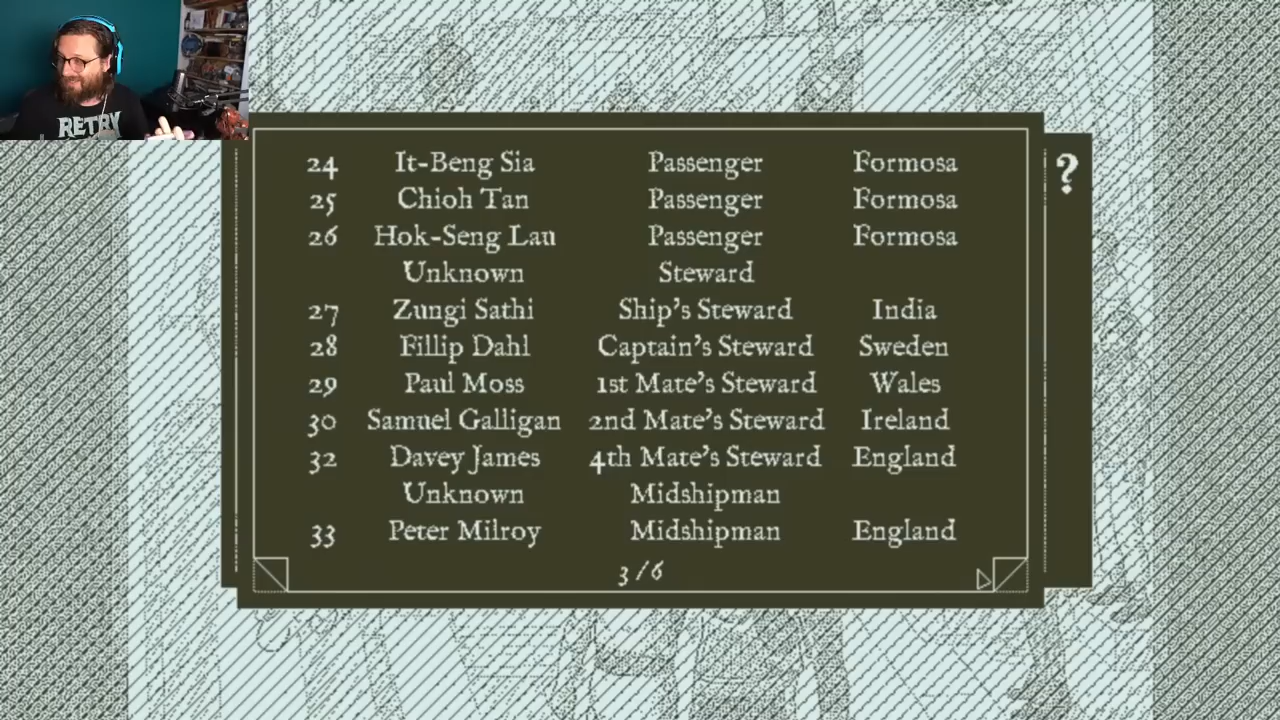 RETRY
24 It-Beng Sia Passenger Formosa
25 Chioh Tan Passenger Formosa
26 Hok-Seng Lau Passenger Formosa
Unknown Steward
27 Zungi Sathi Ship's Steward India
28 Fillip Dahl Captain's Steward Sweden
29 Paul Moss 1st Mate's Steward Wales
30 Samuel Galligan 2nd Mate's Steward Ireland
32 Davey James 4th Mate's Steward England
Unknown Midshipman
33 Peter Milroy Midshipman England
3/6
?